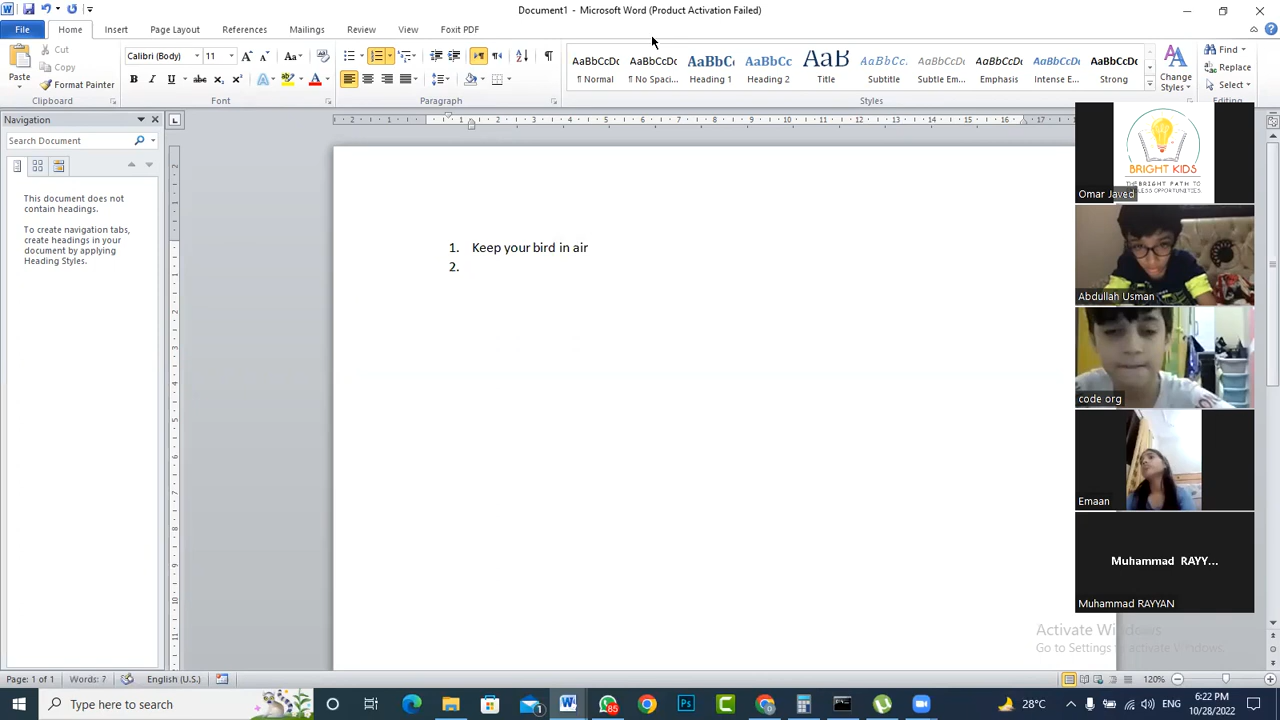 Document1 - Microsoft Word (Product Activation Failed)
File Home Insert Page Layout References Mailings Review View Foxit PDF
Paste
Cut
Copy
Format Painter
Clipboard
Calibri (Body) 11
Font
Paragraph
AaBbCcDc AaBbCcDc AaBbC AaBbCc AaB AaBbCc. AaBbCcDc AaBbCcDc AaBbCcDc AaBbCcDc
¶ Normal ¶ No Spaci... Heading 1 Heading 2 Title Subtitle Subtle Em... Emphasis Intense E... Strong
Change
Styles
Styles
Find
Replace
Select
Editing
Navigation
Search Document
This document does not
contain headings.
To create navigation tabs,
create headings in your
document by applying
Heading Styles.
1. Keep your bird in air
2.
BRIGHT KIDS
Omar Javed
Abdullah Usman
code org
Emaan
Muhammad RAYY...
Muhammad RAYYAN
Activate Windows
Go to Settings to activate Windows.
Page: 1 of 1 Words: 7 English (U.S.) 120%
Type here to search
85
28°C ENG
6:22 PM
10/28/2022